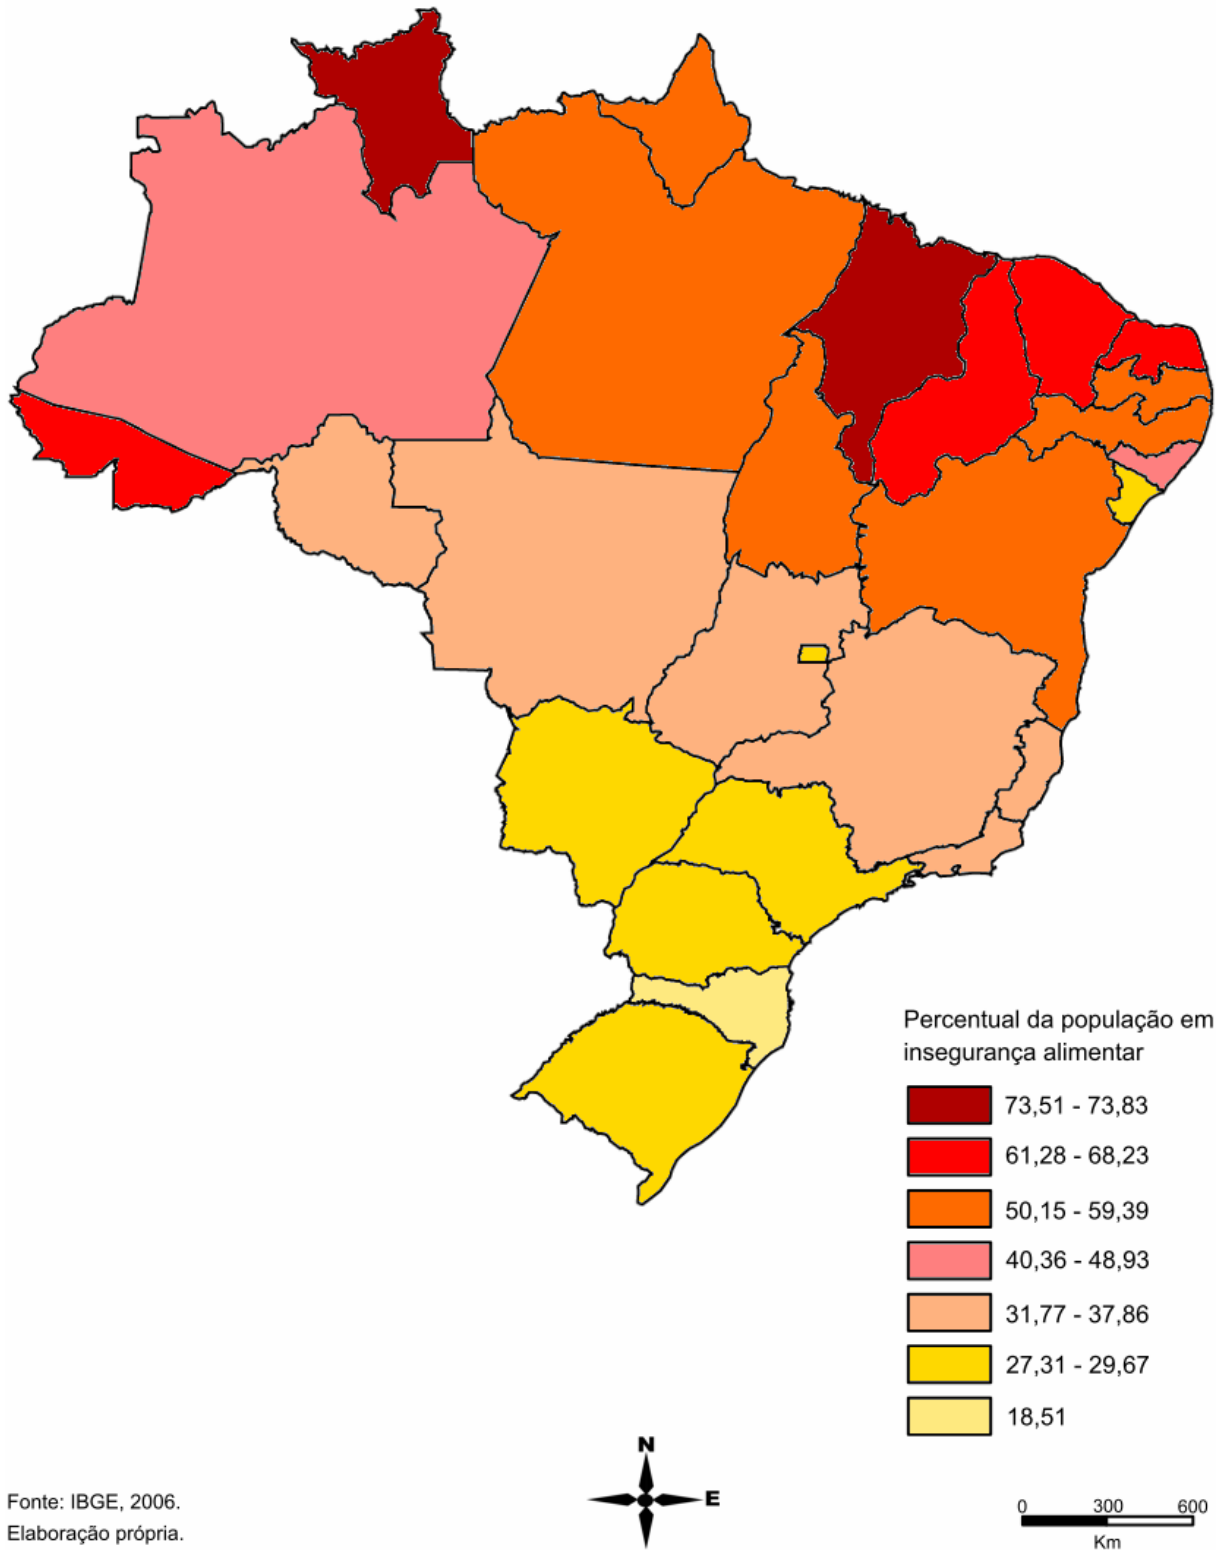 Percentual da população em
insegurança alimentar
73,51 - 73,83
61,28 - 68,23
50,15 - 59,39
40,36 - 48,93
31,77 - 37,86
27,31 - 29,67
18,51
N
E
Fonte: IBGE, 2006.
Elaboração própria.
0 300 600
Km